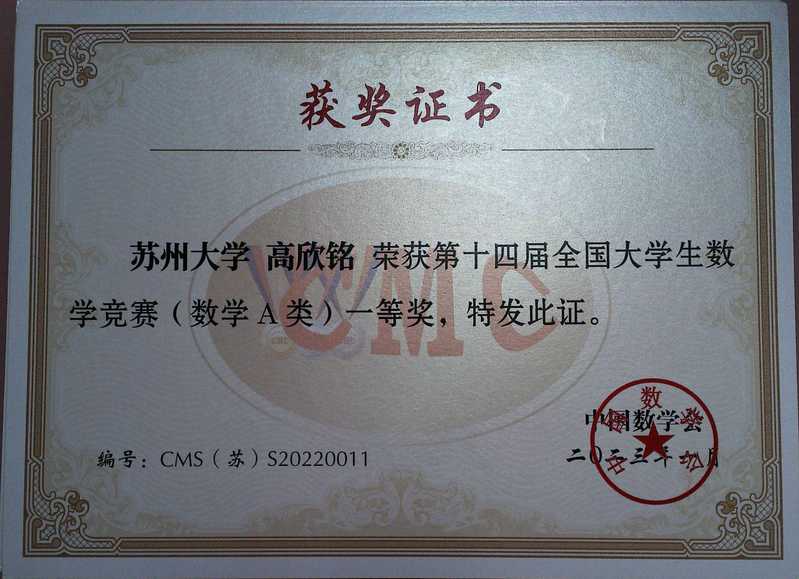 获奖证书
苏州大学 高欣铭 荣获第十四届全国大学生数
学竞赛（数学 A 类）一等奖，特发此证。
CMC
中国数学会
编号：CMS（苏）S20220011
二〇二三年 月